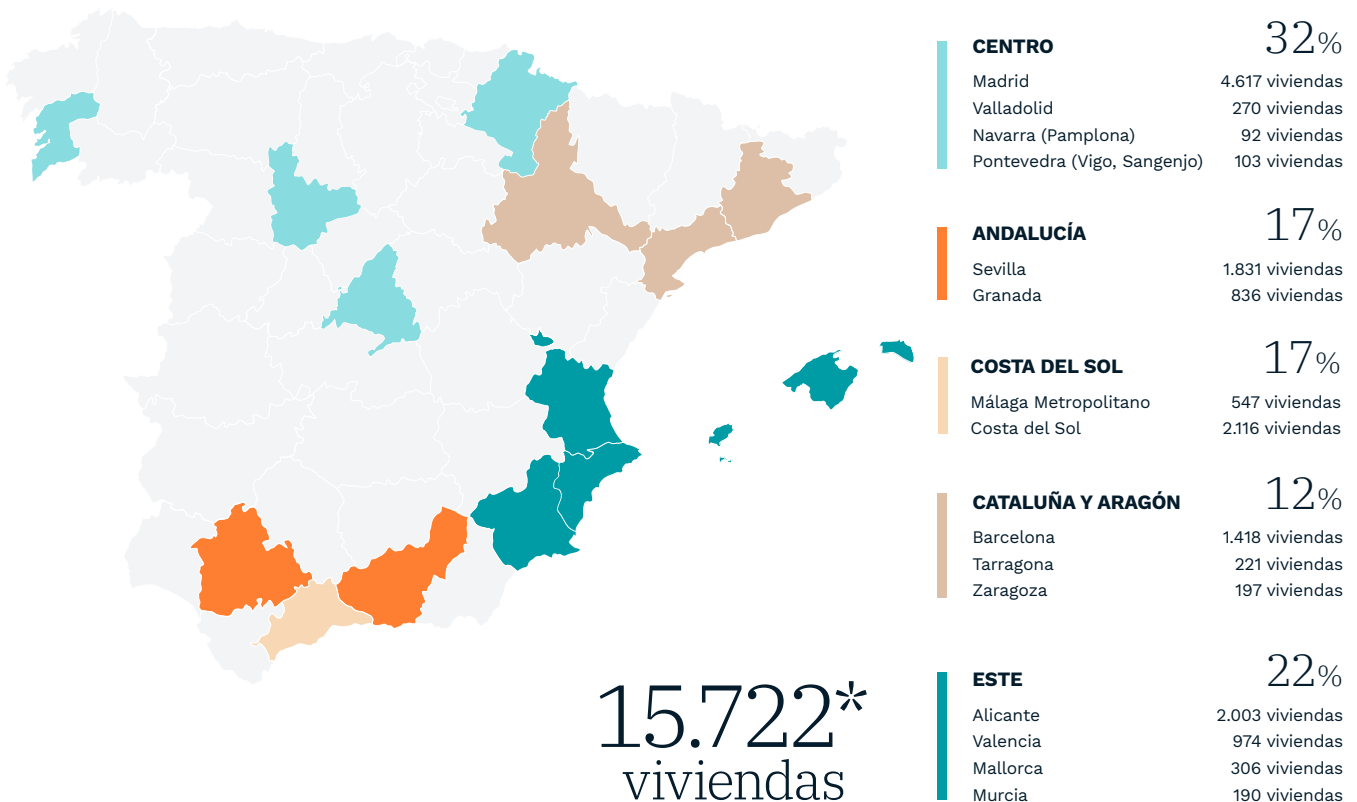 CENTRO 32%
Madrid 4.617 viviendas
Valladolid 270 viviendas
Navarra (Pamplona) 92 viviendas
Pontevedra (Vigo, Sangenjo) 103 viviendas
ANDALUCÍA 17%
Sevilla 1.831 viviendas
Granada 836 viviendas
COSTA DEL SOL 17%
Málaga Metropolitano 547 viviendas
Costa del Sol 2.116 viviendas
CATALUÑA Y ARAGÓN 12%
Barcelona 1.418 viviendas
Tarragona 221 viviendas
Zaragoza 197 viviendas
ESTE 22%
Alicante 2.003 viviendas
Valencia 974 viviendas
Mallorca 306 viviendas
Murcia 190 viviendas
15.722*
viviendas